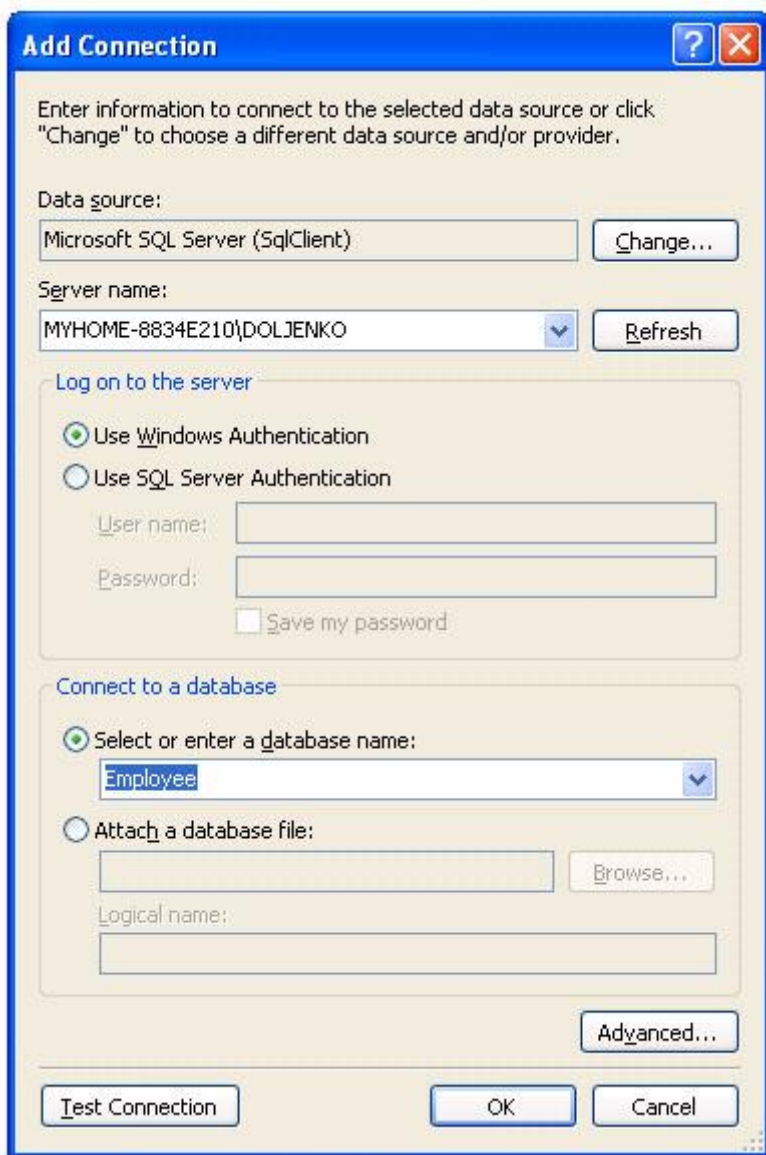 Add Connection
Enter information to connect to the selected data source or click
"Change" to choose a different data source and/or provider.
Data source:
Microsoft SQL Server (SqlClient)
Change...
Server name:
MYHOME-8834E210\DOLJENKO
Refresh
Log on to the server
Use Windows Authentication
Use SQL Server Authentication
User name:
Password:
Save my password
Connect to a database
Select or enter a database name:
Employee
Attach a database file:
Browse...
Logical name:
Advanced...
Test Connection
OK
Cancel